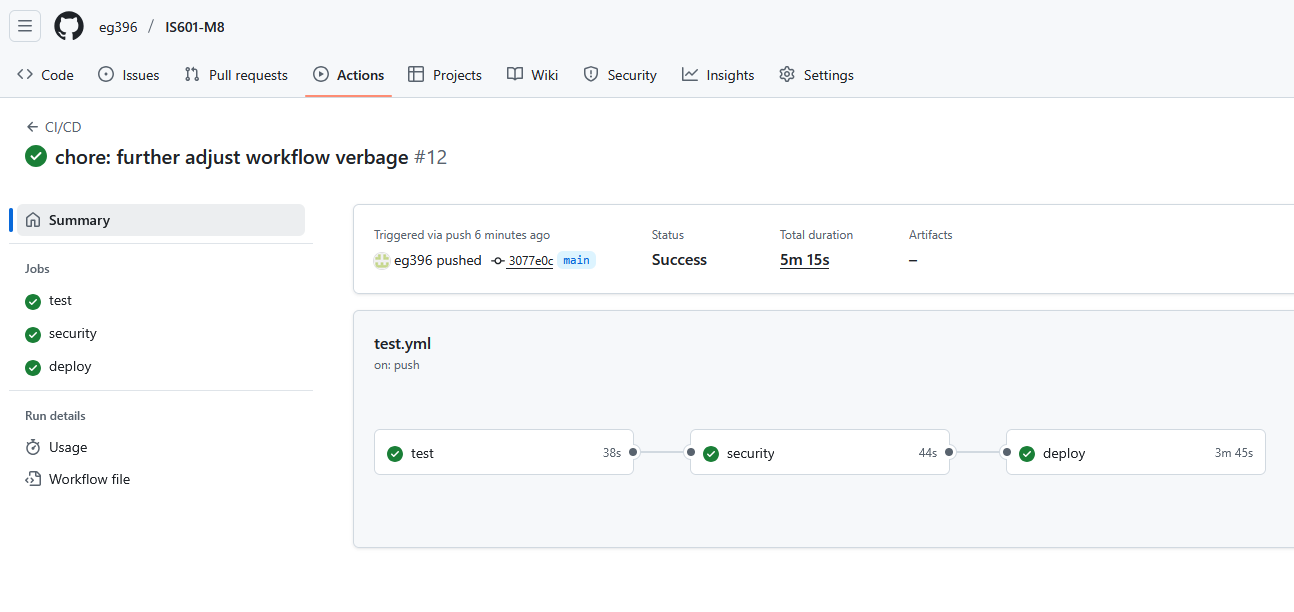 eg396 / IS601-M8
Code Issues Pull requests Actions Projects Wiki Security Insights Settings
CI/CD
chore: further adjust workflow verbage #12
Summary
Jobs
test
security
deploy
Run details
Usage
Workflow file
Triggered via push 6 minutes ago
eg396 pushed 3077e0c main
Status
Success
Total duration
5m 15s
Artifacts
–
test.yml
on: push
test 38s
security 44s
deploy 3m 45s